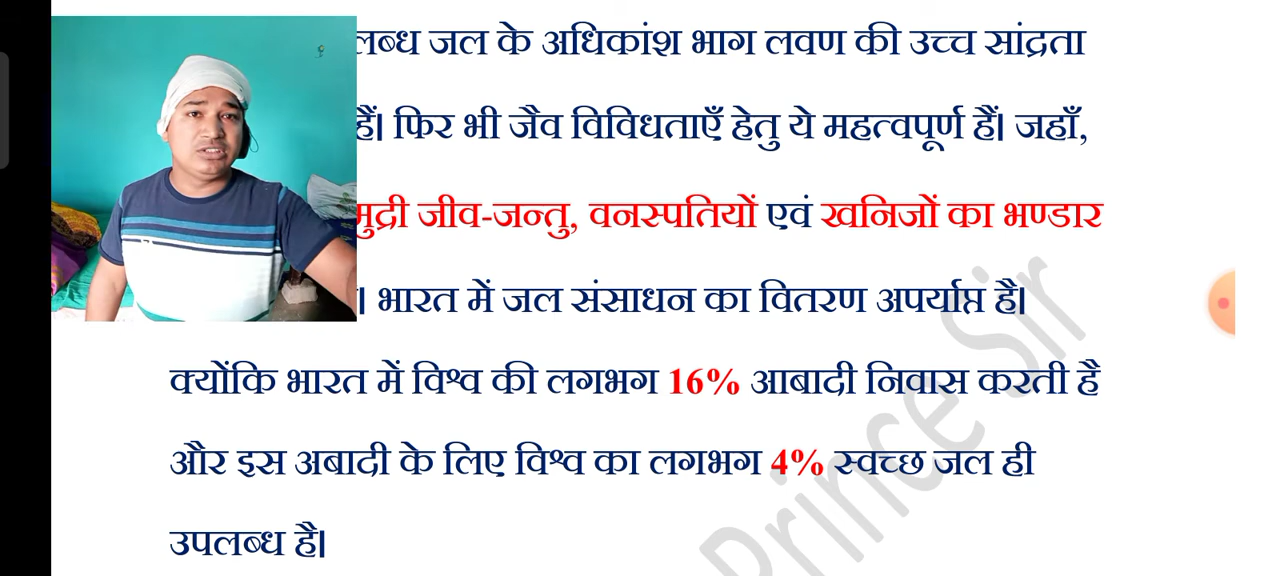 जल के अधिकांश भाग लवण की उच्च सांद्रता
हैं। फिर भी जैव विविधताएँ हेतु ये महत्वपूर्ण हैं। जहाँ,
जीव-जन्तु, वनस्पतियों एवं खनिजों का भण्डार
। भारत में जल संसाधन का वितरण अपर्याप्त है।
क्योंकि भारत में विश्व की लगभग 16% आबादी निवास करती है
और इस अबादी के लिए विश्व का लगभग 4% स्वच्छ जल ही
उपलब्ध है।
Prince Sir